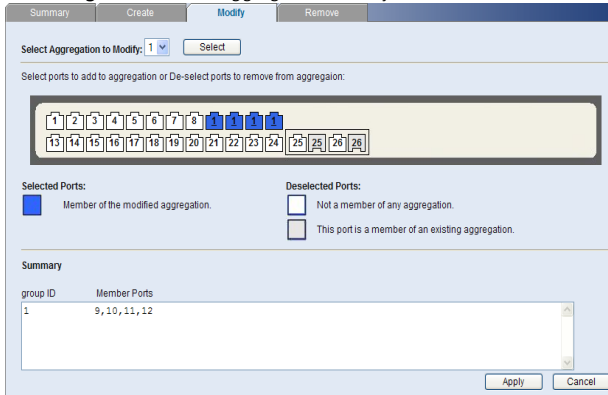 Summary Create Modify Remove
Select Aggregation to Modify: 1 Select
Select ports to add to aggregation or De-select ports to remove from aggregaion:
1 2 3 4 5 6 7 8 1 1 1 1
13 14 15 16 17 18 19 20 21 22 23 24 25 25 26 26
Selected Ports: Deselected Ports:
Member of the modified aggregation. Not a member of any aggregation.
This port is a member of an existing aggregation.
Summary
group ID Member Ports
1 9,10,11,12
Apply Cancel